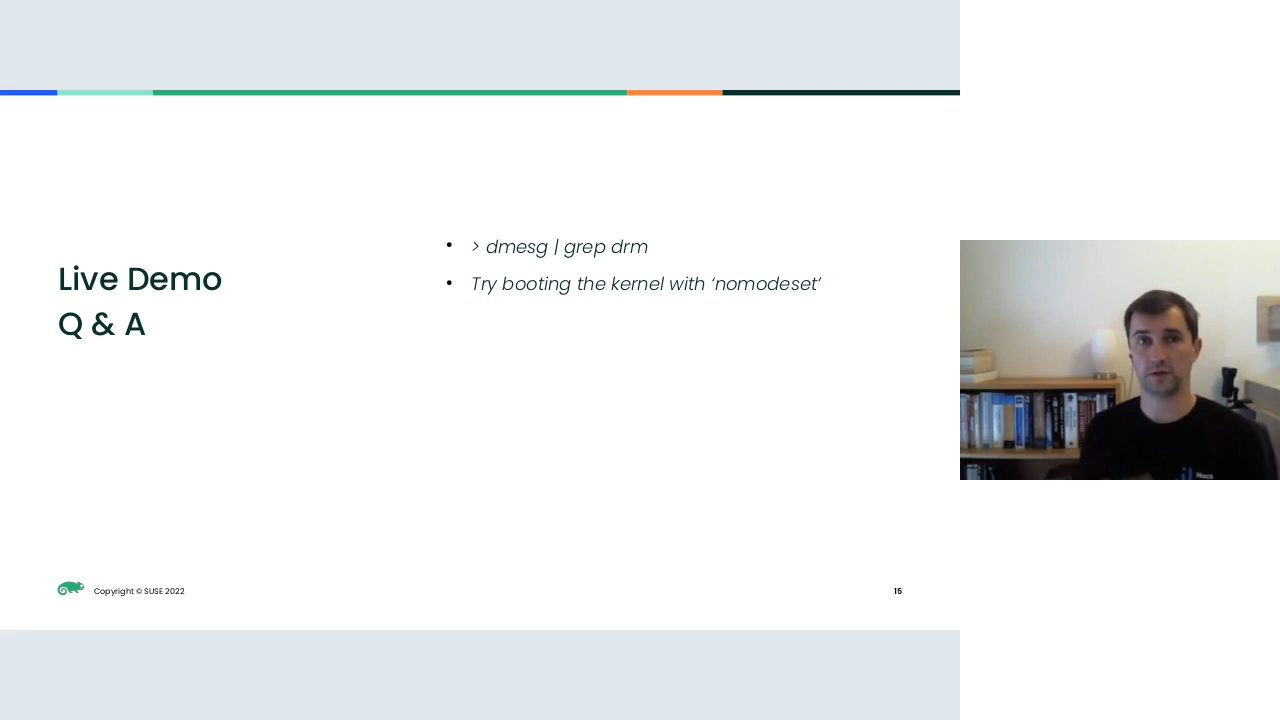 Live Demo
Q & A
> dmesg | grep drm
Try booting the kernel with ‘nomodeset’
Copyright © SUSE 2022
15